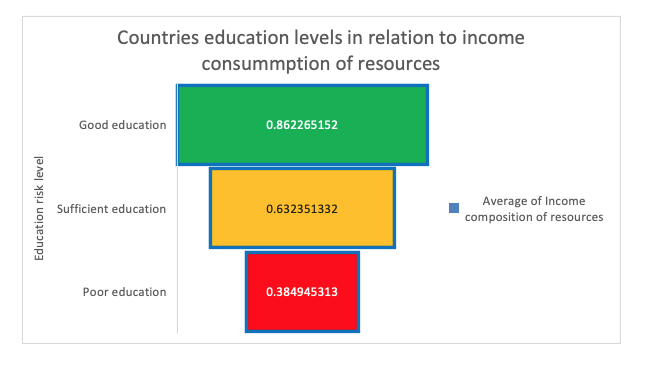 Countries education levels in relation to income
consummption of resources
Education risk level
Good education
0.862265152
Sufficient education
0.632351332
Poor education
0.384945313
Average of Income
composition of resources